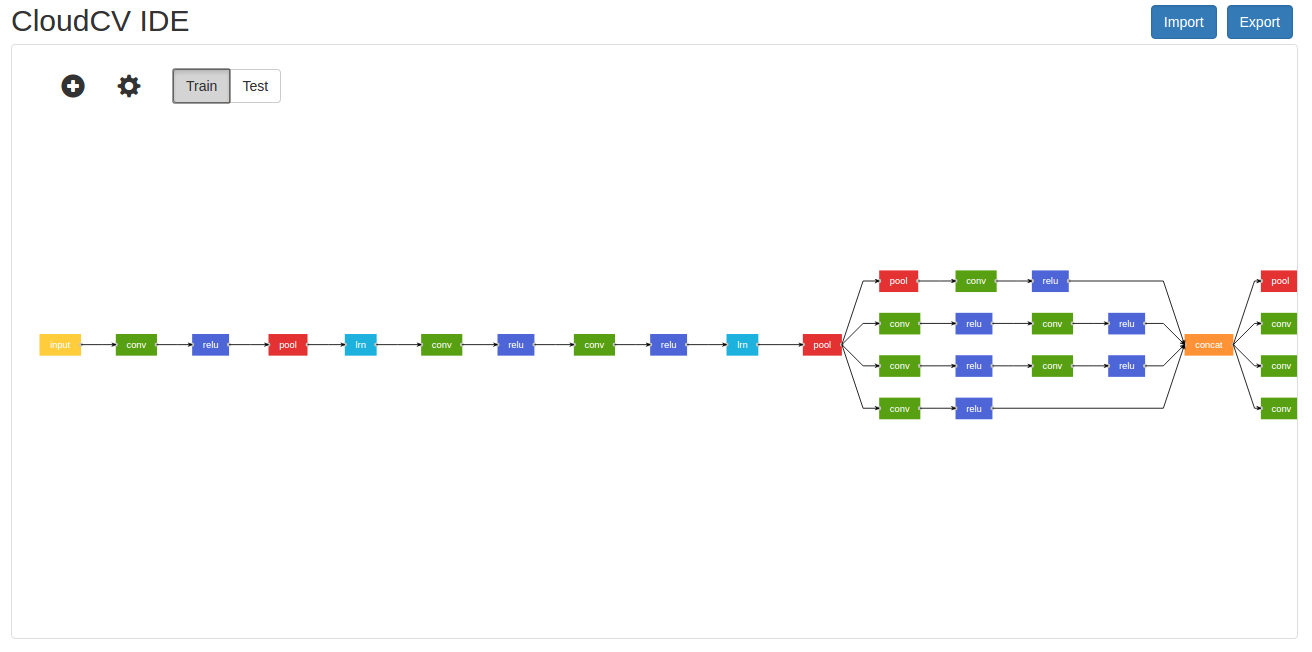 CloudCV IDE
Import Export
Train Test
pool conv relu pool
conv relu conv relu conv
input conv relu pool lrn conv relu conv relu lrn pool concat
conv relu conv relu conv
conv relu conv